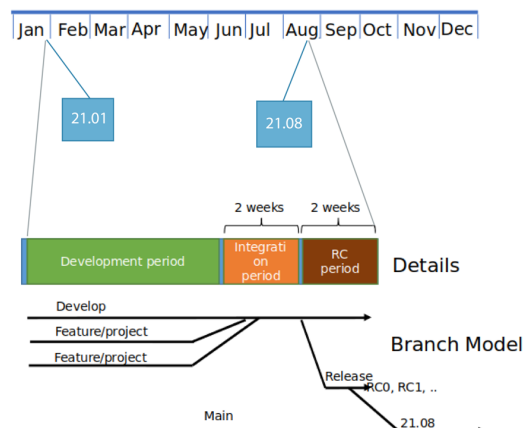 Jan Feb Mar Apr May Jun Jul Aug Sep Oct Nov Dec
21.01
21.08
2 weeks 2 weeks
Development period
Integrati
on
period
RC
period
Details
Develop
Feature/project
Feature/project
Branch Model
Release
RC0, RC1, ..
Main
21.08